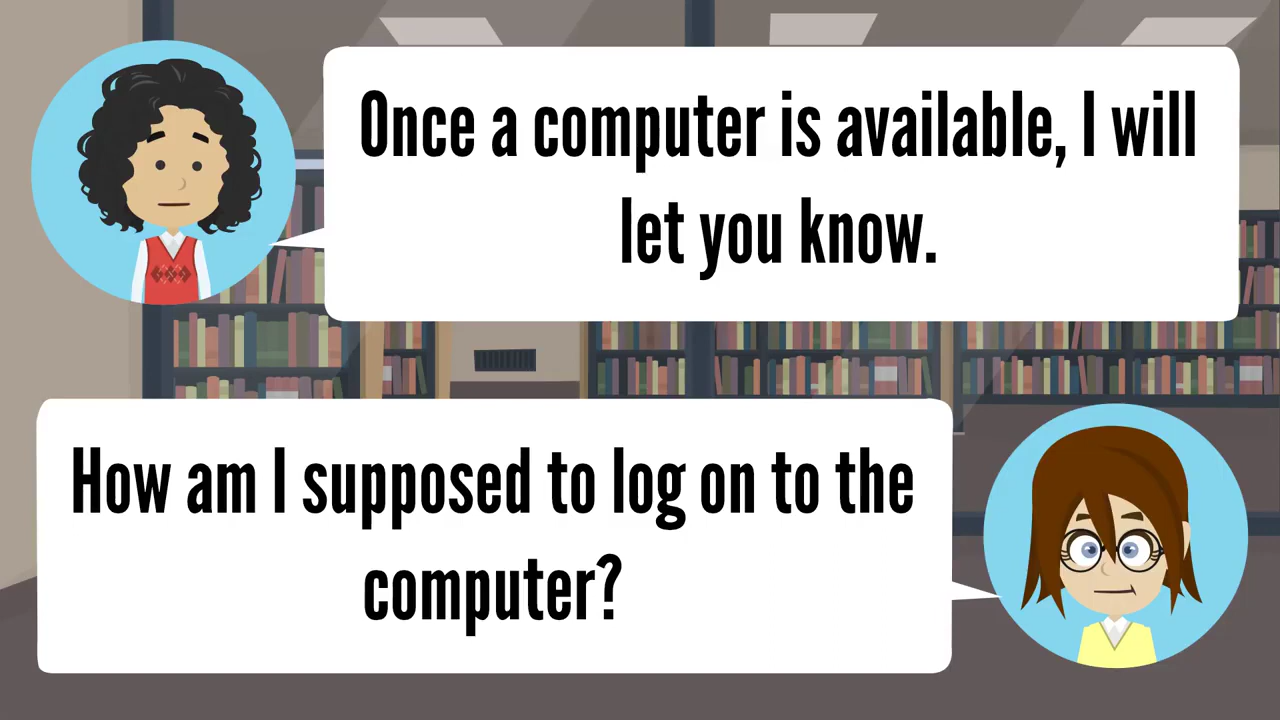 Once a computer is available, I will
let you know.
How am I supposed to log on to the
computer?